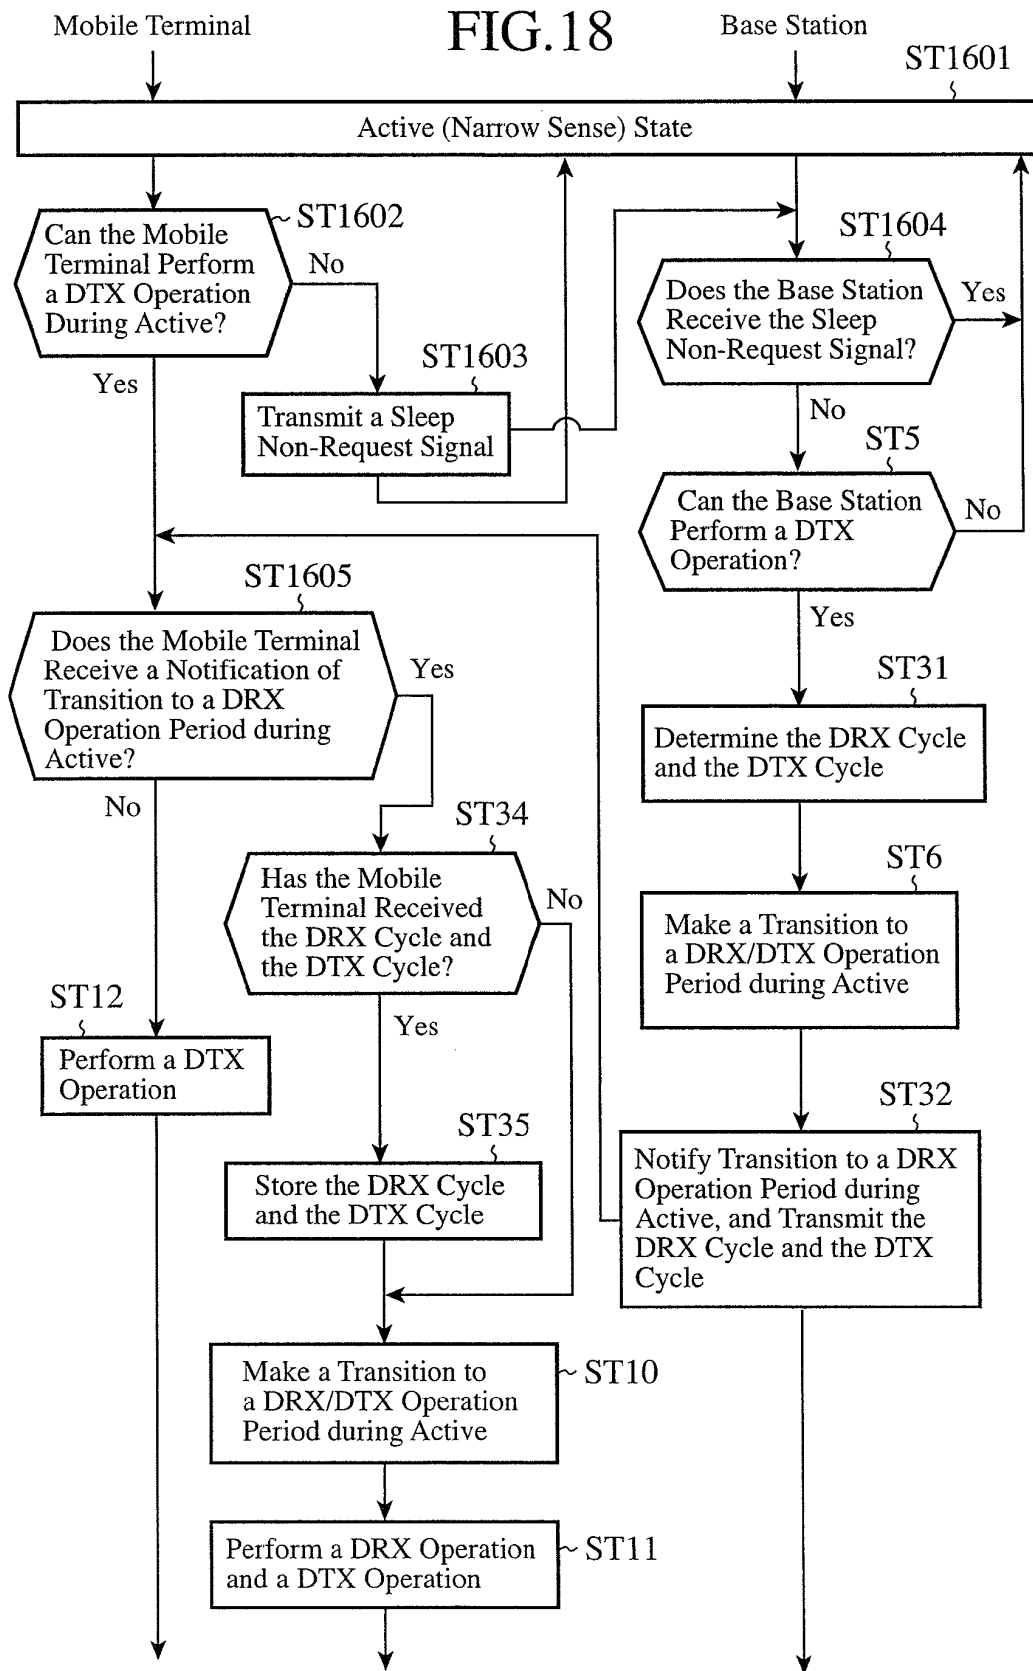 Mobile Terminal
FIG.18
Base Station
ST1601
Active (Narrow Sense) State
ST1602
Can the Mobile
Terminal Perform
a DTX Operation
During Active?
No
Yes
ST1603
Transmit a Sleep
Non-Request Signal
ST1604
Does the Base Station
Receive the Sleep
Non-Request Signal?
Yes
No
ST5
Can the Base Station
Perform a DTX
Operation?
No
Yes
ST1605
Does the Mobile Terminal
Receive a Notification of
Transition to a DRX
Operation Period during
Active?
Yes
No
ST31
Determine the DRX Cycle
and the DTX Cycle
ST34
Has the Mobile
Terminal Received
the DRX Cycle and
the DTX Cycle?
No
Yes
ST6
Make a Transition to
a DRX/DTX Operation
Period during Active
ST12
Perform a DTX
Operation
ST32
Notify Transition to a DRX
Operation Period during
Active, and Transmit the
DRX Cycle and the DTX
Cycle
ST35
Store the DRX Cycle
and the DTX Cycle
Make a Transition to
a DRX/DTX Operation
Period during Active
ST10
Perform a DRX Operation
and a DTX Operation
ST11